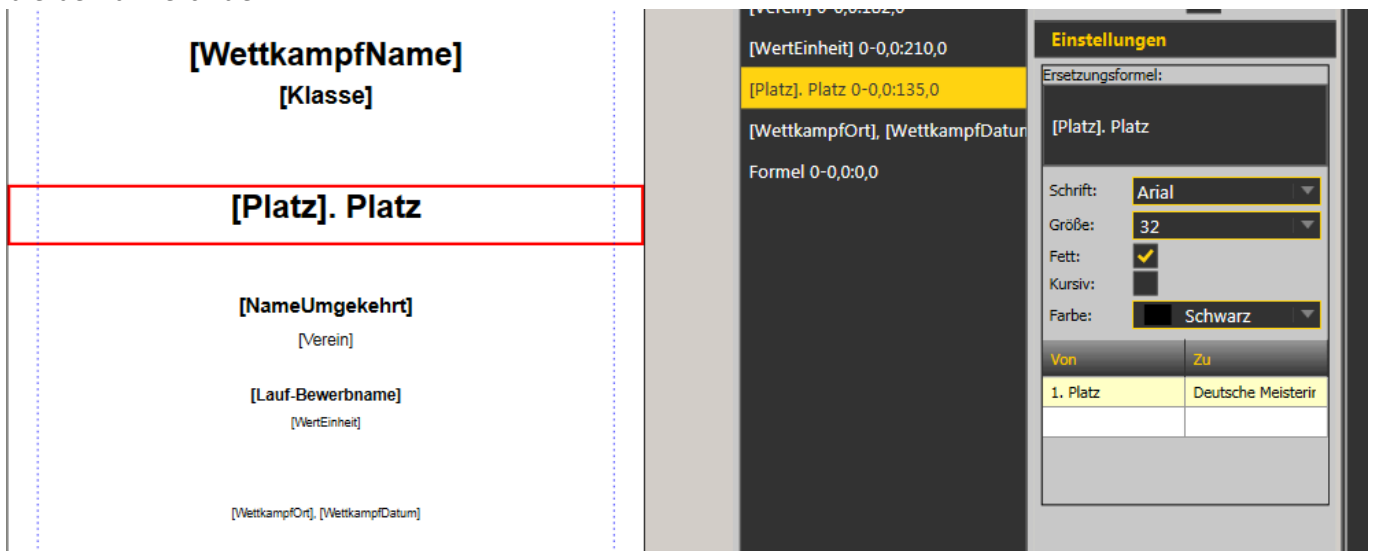 [WettkampfName]
[Klasse]
[Platz]. Platz
[NameUmgekehrt]
[Verein]
[Lauf-Bewerbname]
[WertEinheit]
[WettkampfOrt], [WettkampfDatum]
[WertEinheit] 0-0,0:210,0
[Platz]. Platz 0-0,0:135,0
[WettkampfOrt], [WettkampfDatum
Formel 0-0,0:0,0
Einstellungen
Ersetzungsformel:
[Platz]. Platz
Schrift: Arial
Größe: 32
Fett:
Kursiv:
Farbe: Schwarz
Von Zu
1. Platz Deutsche Meisterin